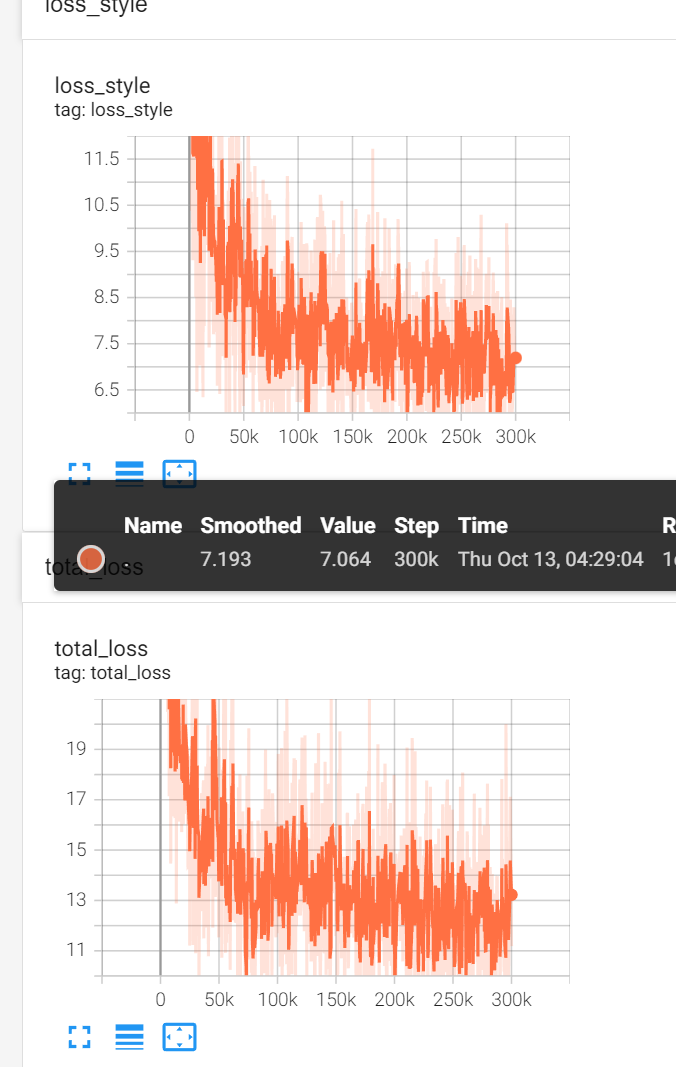 loss_style
loss_style
tag: loss_style
11.5
10.5
9.5
8.5
7.5
6.5
0 50k 100k 150k 200k 250k 300k
Name Smoothed Value Step Time R
. 7.193 7.064 300k Thu Oct 13, 04:29:04
total_loss
total_loss
tag: total_loss
19
17
15
13
11
0 50k 100k 150k 200k 250k 300k